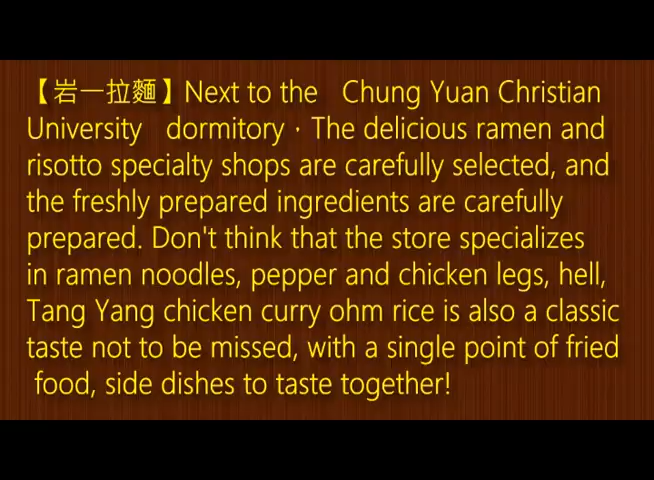 【岩一拉麵】Next to the Chung Yuan Christian
University dormitory，The delicious ramen and
risotto specialty shops are carefully selected, and
the freshly prepared ingredients are carefully
prepared. Don't think that the store specializes
in ramen noodles, pepper and chicken legs, hell,
Tang Yang chicken curry ohm rice is also a classic
taste not to be missed, with a single point of fried
food, side dishes to taste together!